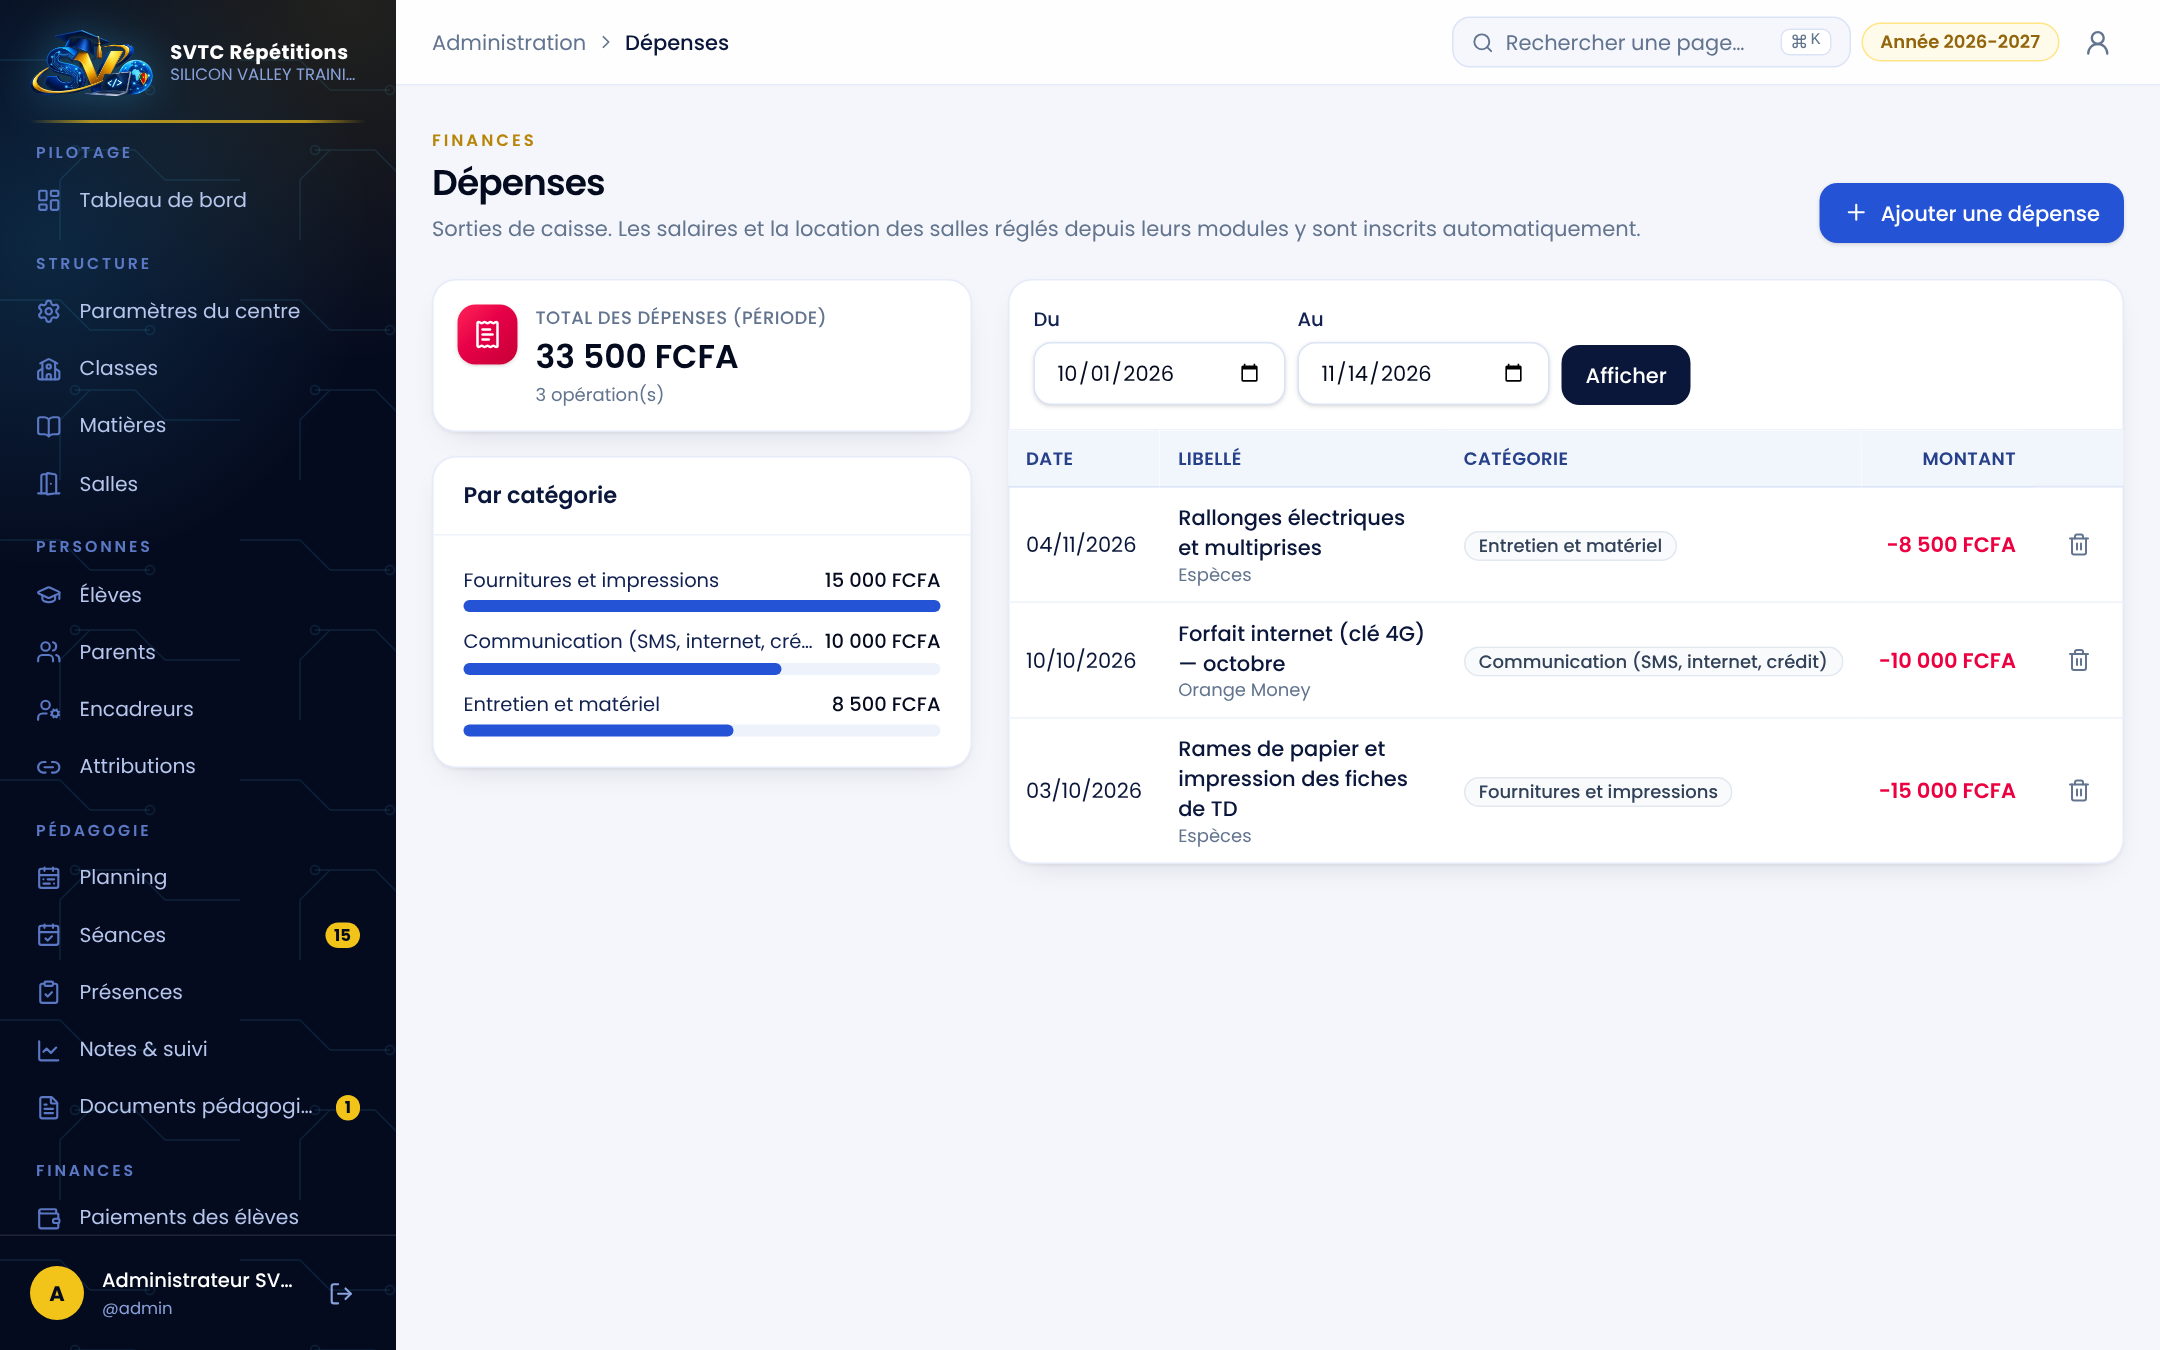 SVTC Répétitions
SILICON VALLEY TRAINI...
PILOTAGE
Tableau de bord
STRUCTURE
Paramètres du centre
Classes
Matières
Salles
PERSONNES
Élèves
Parents
Encadreurs
Attributions
PÉDAGOGIE
Planning
Séances 15
Présences
Notes & suivi
Documents pédagogi... 1
FINANCES
Paiements des élèves
A
Administrateur SV...
@admin
Administration > Dépenses
Rechercher une page... ⌘ K
Année 2026-2027
FINANCES
Dépenses
Sorties de caisse. Les salaires et la location des salles réglés depuis leurs modules y sont inscrits automatiquement.
+ Ajouter une dépense
TOTAL DES DÉPENSES (PÉRIODE)
33 500 FCFA
3 opération(s)
Par catégorie
Fournitures et impressions 15 000 FCFA
Communication (SMS, internet, cré... 10 000 FCFA
Entretien et matériel 8 500 FCFA
Du Au
10/01/2026 11/14/2026 Afficher
DATE LIBELLÉ CATÉGORIE MONTANT
04/11/2026 Rallonges électriques
et multiprises
Espèces
Entretien et matériel -8 500 FCFA
10/10/2026 Forfait internet (clé 4G)
— octobre
Orange Money
Communication (SMS, internet, crédit) -10 000 FCFA
03/10/2026 Rames de papier et
impression des fiches
de TD
Espèces
Fournitures et impressions -15 000 FCFA